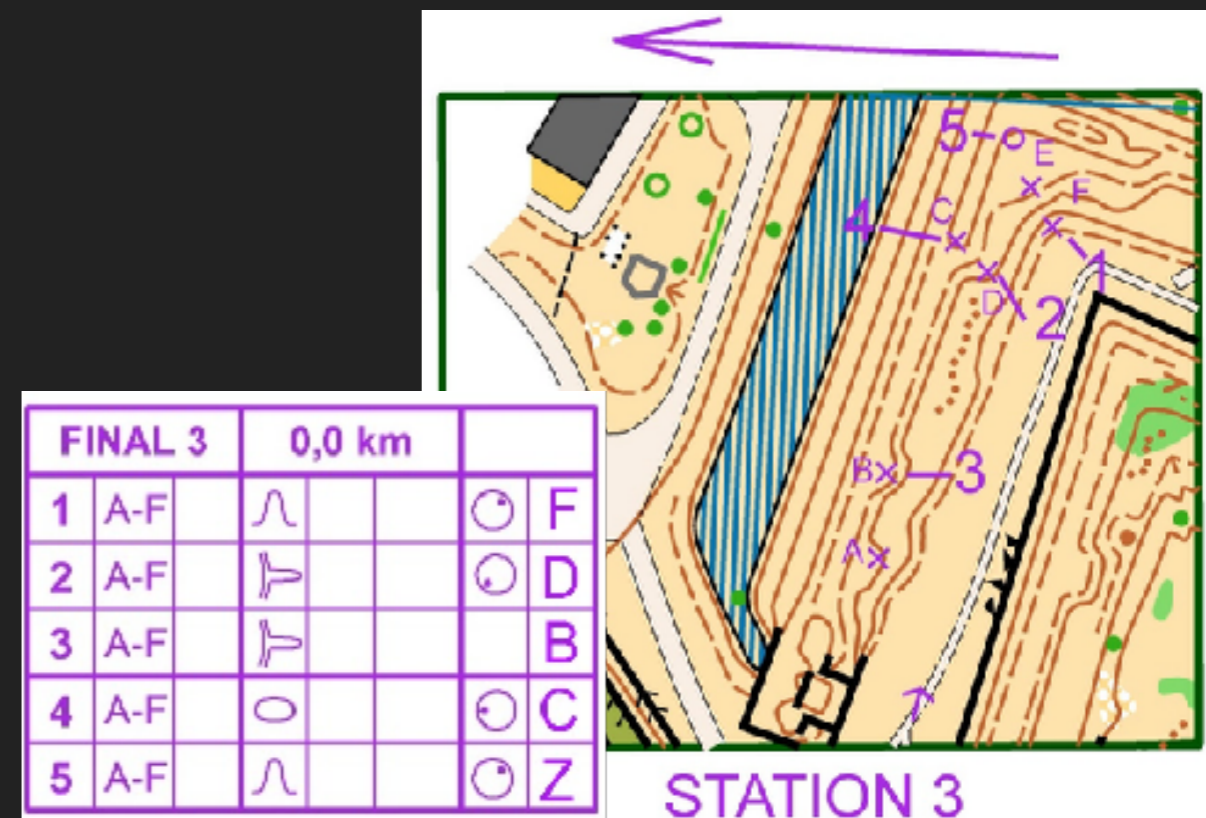 5
E
F
4 C
1
D 2
B 3
A
FINAL 3 0,0 km
1 A-F F
2 A-F D
3 A-F B
4 A-F C
5 A-F Z
STATION 3